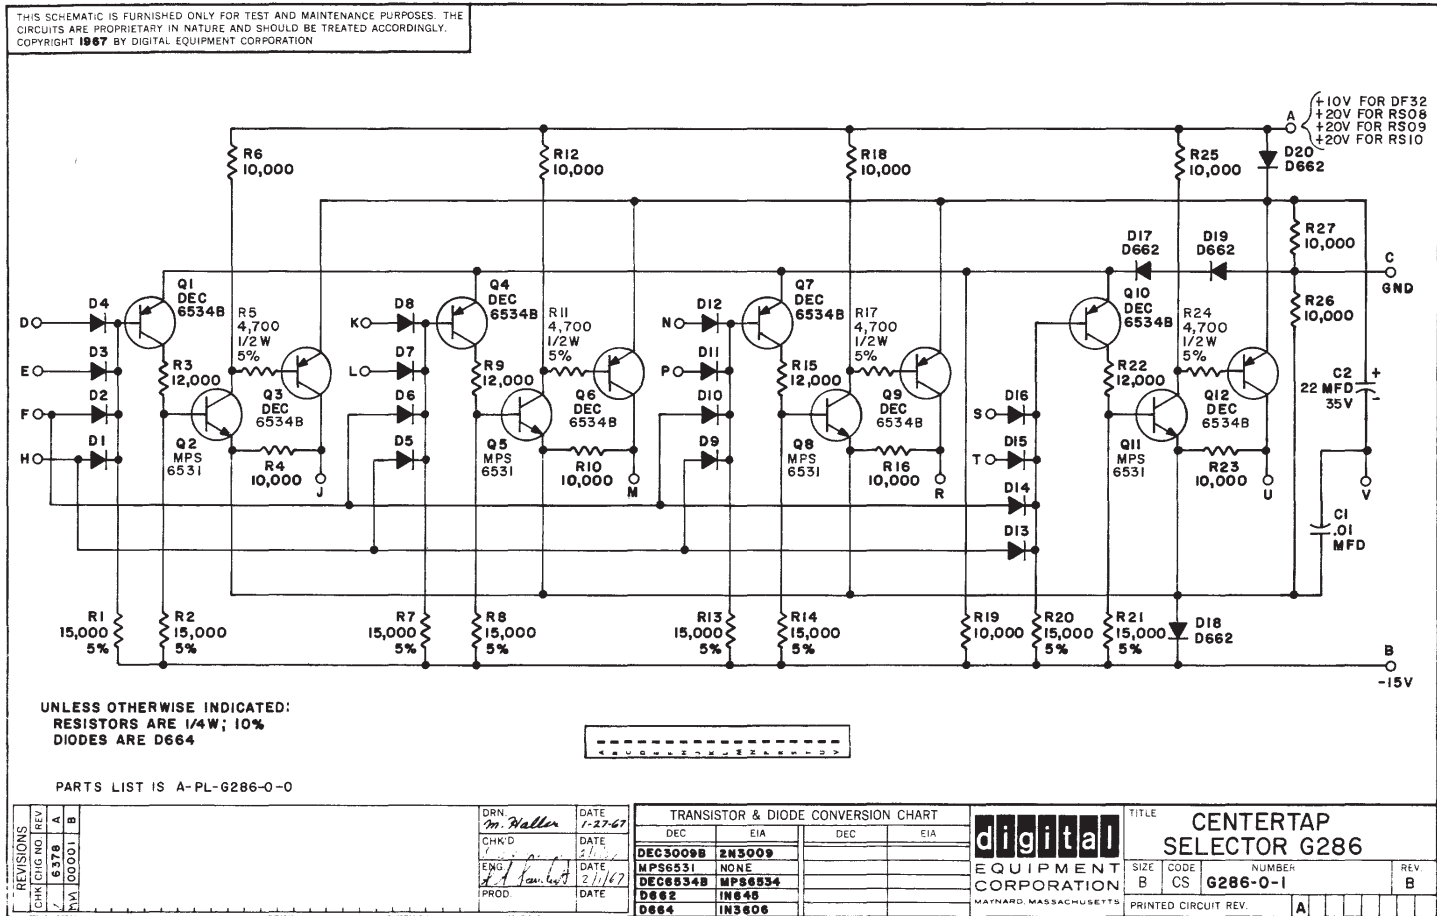 THIS SCHEMATIC IS FURNISHED ONLY FOR TEST AND MAINTENANCE PURPOSES. THE
CIRCUITS ARE PROPRIETARY IN NATURE AND SHOULD BE TREATED ACCORDINGLY.
COPYRIGHT 1967 BY DIGITAL EQUIPMENT CORPORATION
A
+10V FOR DF32
+20V FOR RS08
+20V FOR RS09
+20V FOR RS10
R6
10,000
R12
10,000
R18
10,000
R25
10,000
D20
D662
R27
10,000
D17
D662
D19
D662
C
GND
R26
10,000
Q1
DEC
6534B
Q4
DEC
6534B
Q7
DEC
6534B
Q10
DEC
6534B
D
D4
E
D3
F
D2
H
D1
R5
4,700
1/2W
5%
R3
12,000
Q3
DEC
6534B
Q2
MPS
6531
R4
10,000
J
K
D8
L
D7
D6
D5
R11
4,700
1/2W
5%
R9
12,000
Q6
DEC
6534B
Q5
MPS
6531
R10
10,000
M
N
D12
P
D11
D10
D9
R17
4,700
1/2W
5%
R15
12,000
Q9
DEC
6534B
Q8
MPS
6531
R16
10,000
R
S
D16
T
D15
D14
D13
R24
4,700
1/2W
5%
R22
12,000
Q12
DEC
6534B
Q11
MPS
6531
R23
10,000
U
C2
22 MFD
35V
+
-
V
C1
.01
MFD
R1
15,000
5%
R2
15,000
5%
R7
15,000
5%
R8
15,000
5%
R13
15,000
5%
R14
15,000
5%
R19
10,000
R20
15,000
5%
R21
15,000
5%
D18
D662
B
-15V
UNLESS OTHERWISE INDICATED:
RESISTORS ARE 1/4W; 10%
DIODES ARE D664
A B C D E F H J K L M N P R S T U V
PARTS LIST IS A-PL-G286-0-0
REVISIONS
CHK CHG NO. REV.
6378 A
00001 B
DRN.
M. Haller
DATE
1-27-67
CHK'D
DATE
ENG.
DATE
2/1/67
PROD.
DATE
TRANSISTOR & DIODE CONVERSION CHART
DEC EIA DEC EIA
DEC3009B 2N3009
MPS6531 NONE
DEC6534B MPS6534
D662 IN645
D664 IN3606
digital
EQUIPMENT
CORPORATION
MAYNARD, MASSACHUSETTS
TITLE
CENTERTAP
SELECTOR G286
SIZE CODE NUMBER REV.
B CS G286-0-1 B
PRINTED CIRCUIT REV. A